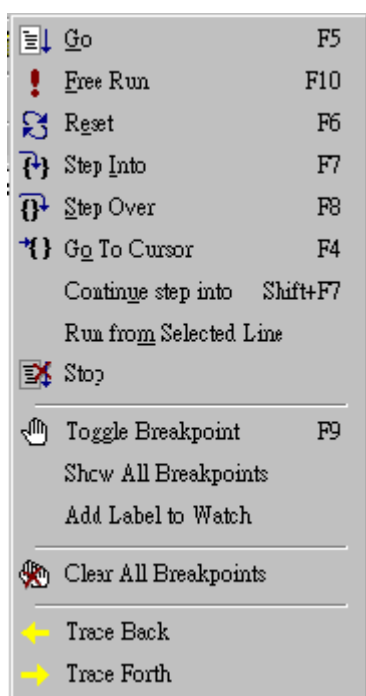 Go F5
Free Run F10
Reset F6
Step Into F7
Step Over F8
Go To Cursor F4
Continue step into Shift+F7
Run from Selected Line
Stop
Toggle Breakpoint F9
Show All Breakpoints
Add Label to Watch
Clear All Breakpoints
Trace Back
Trace Forth